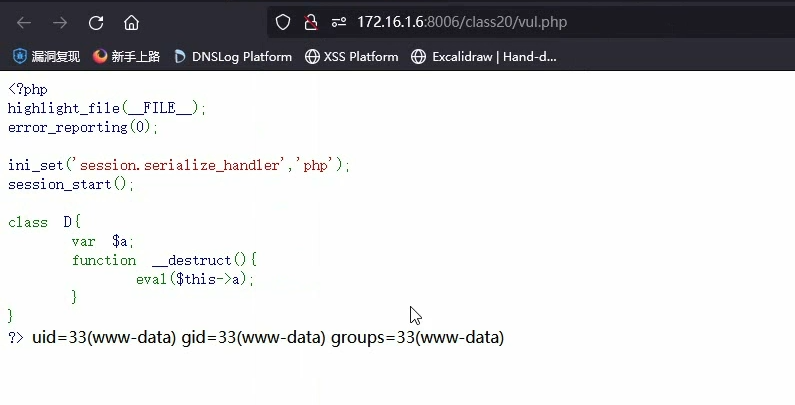 172.16.1.6:8006/class20/vul.php
漏洞复现 新手上路 DNSLog Platform XSS Platform Excalidraw | Hand-d...
<?php
highlight_file(__FILE__);
error_reporting(0);
ini_set('session.serialize_handler','php');
session_start();
class D{
var $a;
function __destruct(){
eval($this->a);
}
}
?> uid=33(www-data) gid=33(www-data) groups=33(www-data)